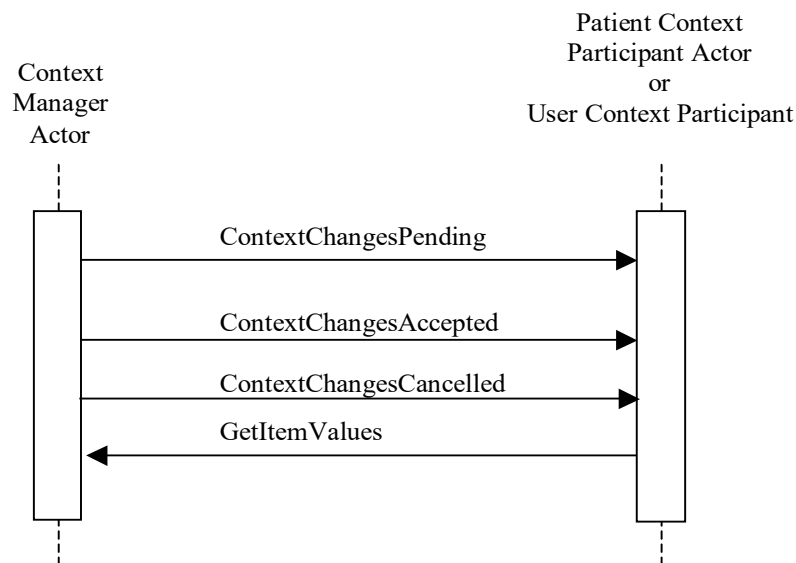 Context
Manager
Actor
Patient Context
Participant Actor
or
User Context Participant
ContextChangesPending
ContextChangesAccepted
ContextChangesCancelled
GetItemValues